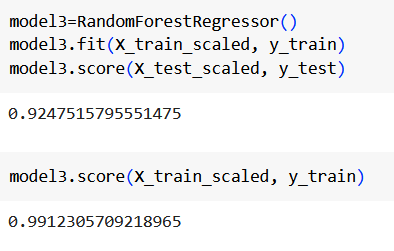 model3=RandomForestRegressor()
model3.fit(X_train_scaled, y_train)
model3.score(X_test_scaled, y_test)
0.9247515795551475
model3.score(X_train_scaled, y_train)
0.9912305709218965